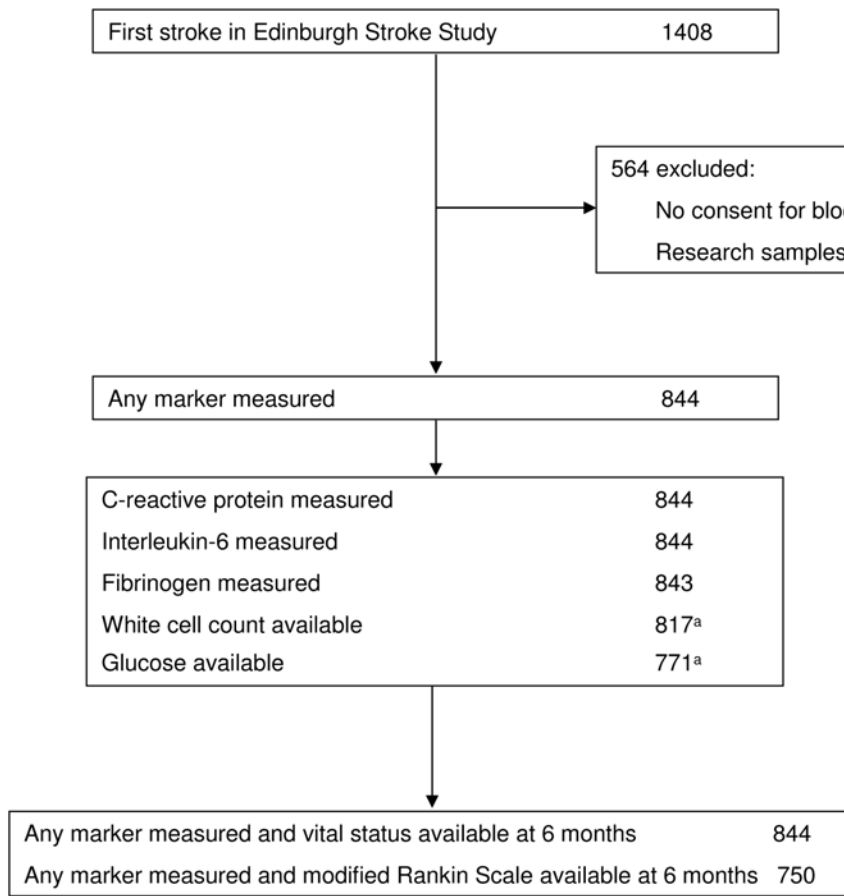 First stroke in Edinburgh Stroke Study 1408
564 excluded:
No consent for
Research samples
Any marker measured 844
C-reactive protein measured 844
Interleukin-6 measured 844
Fibrinogen measured 843
White cell count available 817ᵃ
Glucose available 771ᵃ
Any marker measured and vital status available at 6 months 844
Any marker measured and modified Rankin Scale available at 6 months 750